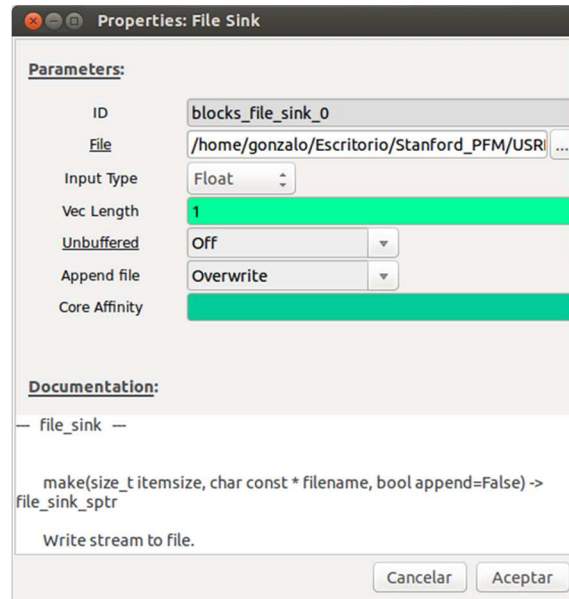 Properties: File Sink
Parameters:
ID blocks_file_sink_0
File /home/gonzalo/Escritorio/Stanford_PFM/USRI ...
Input Type Float
Vec Length 1
Unbuffered Off
Append file Overwrite
Core Affinity
Documentation:
--- file_sink ---
make(size_t itemsize, char const * filename, bool append=False) ->
file_sink_sptr
Write stream to file.
Cancelar Aceptar